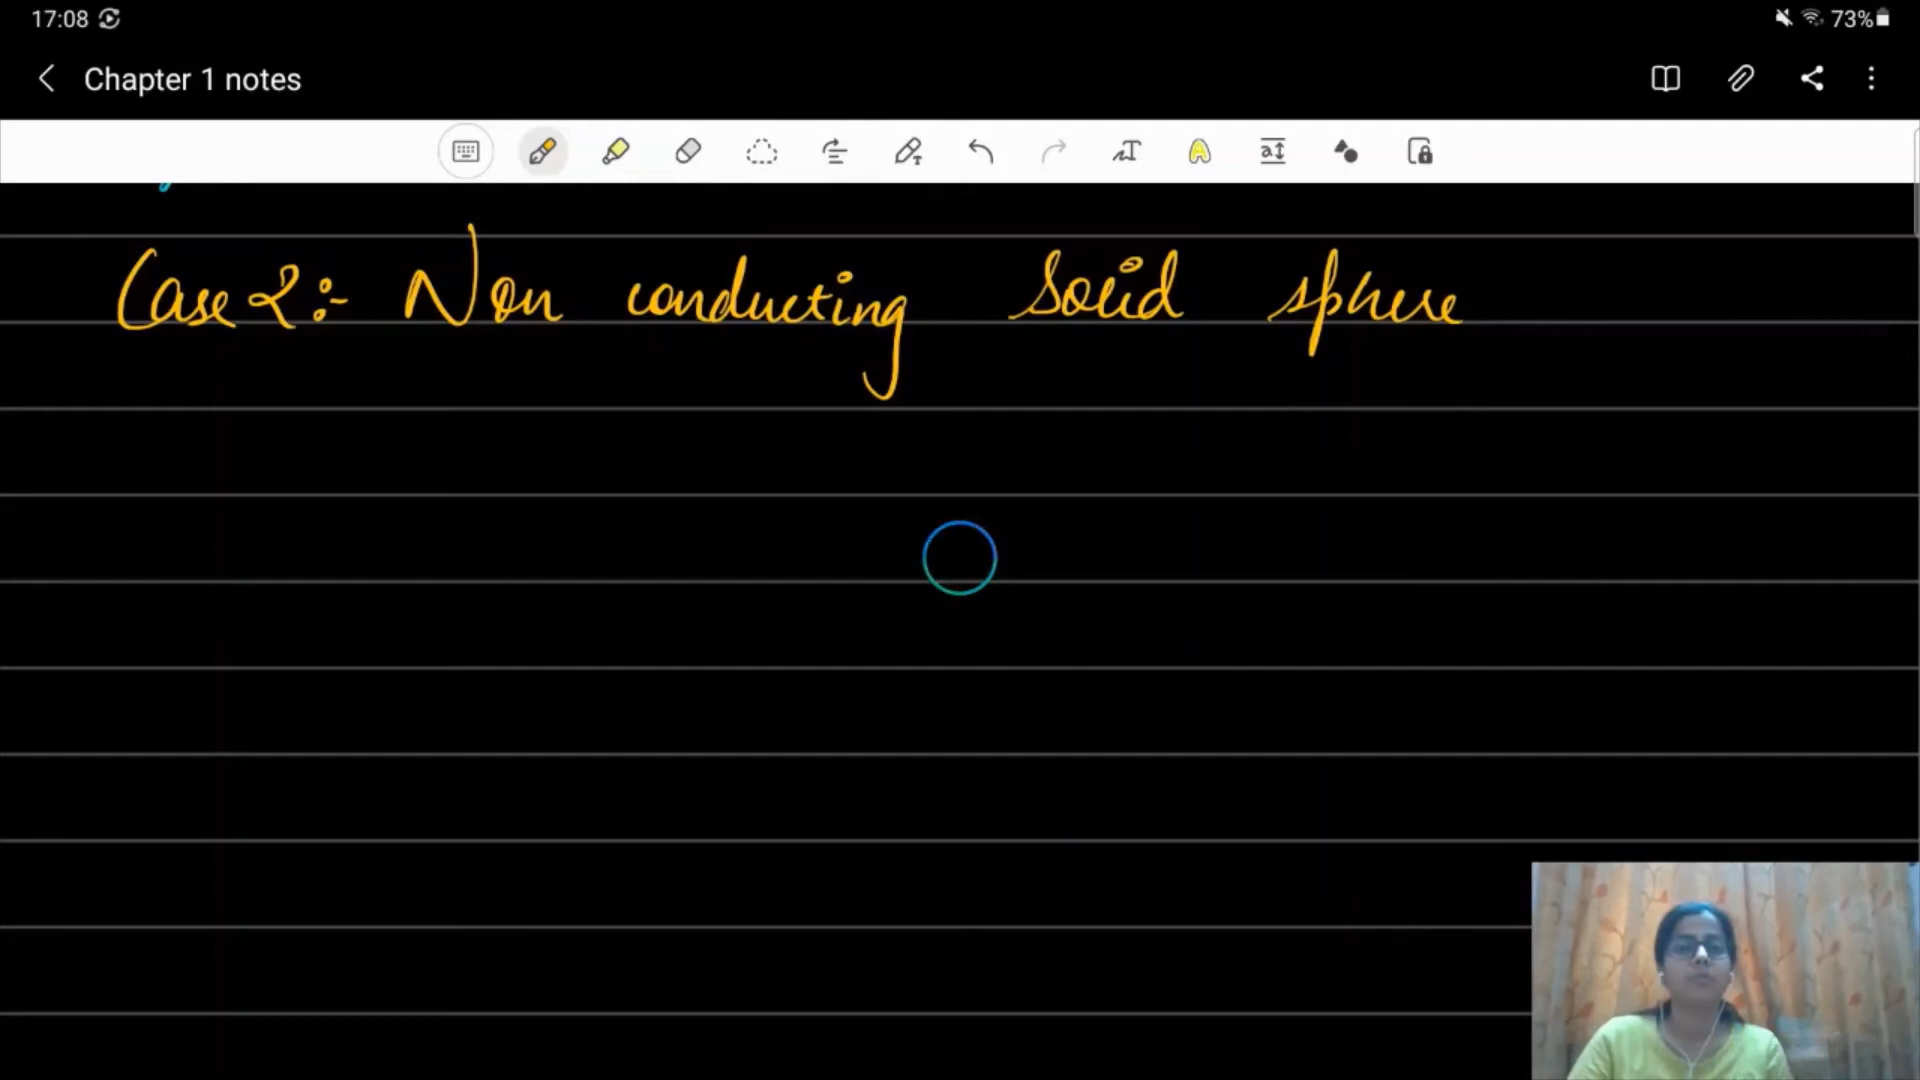 17:08 73%
Chapter 1 notes
Case 2:- Non conducting Solid sphere